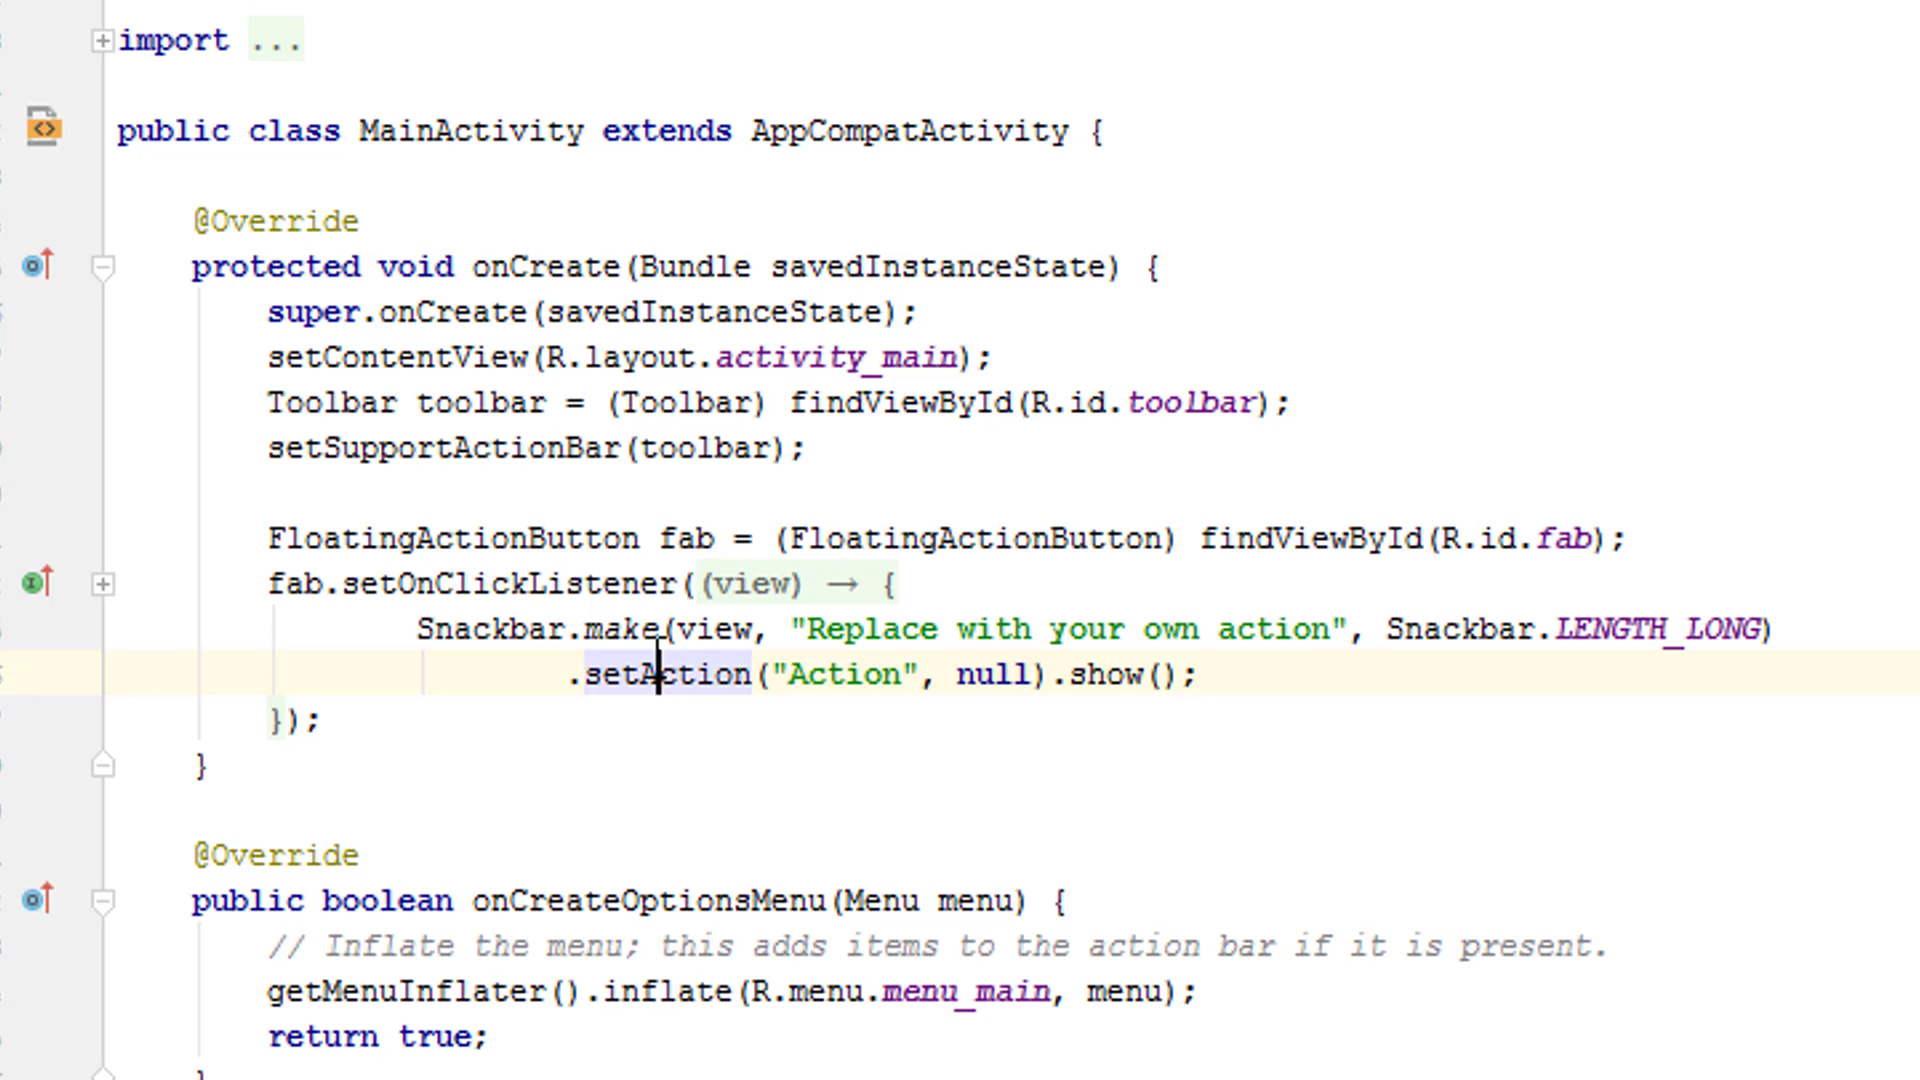 import ...
public class MainActivity extends AppCompatActivity {
@Override
protected void onCreate(Bundle savedInstanceState) {
super.onCreate(savedInstanceState);
setContentView(R.layout.activity_main);
Toolbar toolbar = (Toolbar) findViewById(R.id.toolbar);
setSupportActionBar(toolbar);
FloatingActionButton fab = (FloatingActionButton) findViewById(R.id.fab);
fab.setOnClickListener((view) → {
Snackbar.make(view, "Replace with your own action", Snackbar.LENGTH_LONG)
.setAction("Action", null).show();
});
}
@Override
public boolean onCreateOptionsMenu(Menu menu) {
// Inflate the menu; this adds items to the action bar if it is present.
getMenuInflater().inflate(R.menu.menu_main, menu);
return true;